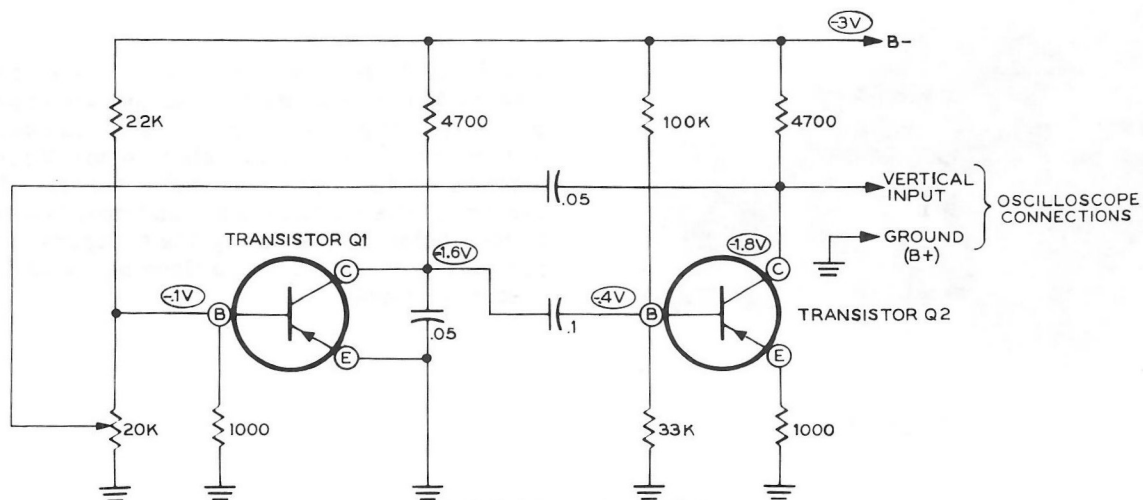 -3V
B-
22K
4700
100K
4700
.05
VERTICAL
INPUT
OSCILLOSCOPE
CONNECTIONS
GROUND
(B+)
TRANSISTOR Q1
C
-1.6V
-1.8V
C
-.1V
B
.05
.1
-.4V
B
TRANSISTOR Q2
E
E
20K
1000
33K
1000